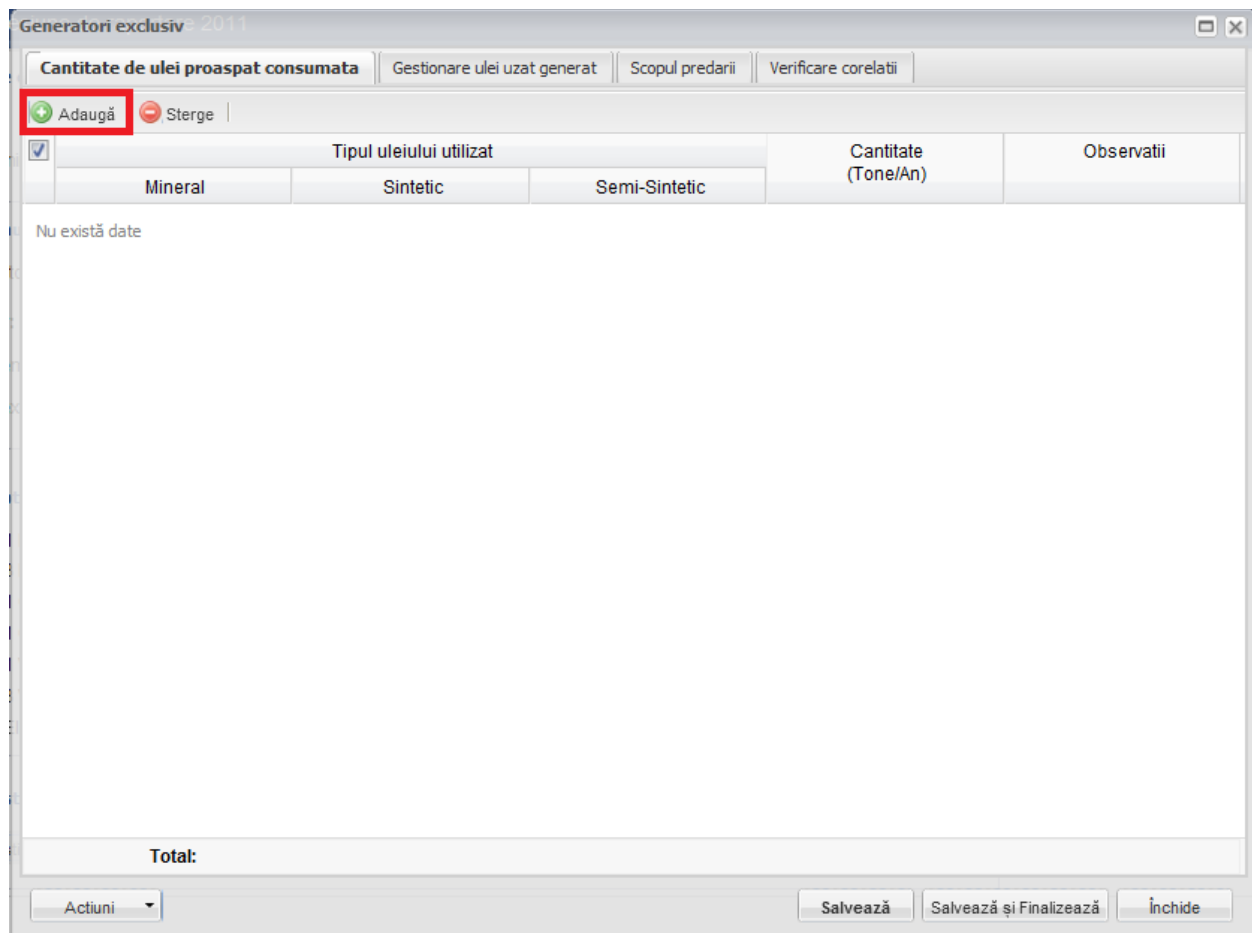 Generatori exclusiv 2011
Cantitate de ulei proaspat consumata Gestionare ulei uzat generat Scopul predarii Verificare corelatii
Adaugă Sterge
Tipul uleiului utilizat Cantitate (Tone/An) Observatii
Mineral Sintetic Semi-Sintetic
Nu există date
Total:
Actiuni Salvează Salvează și Finalizează Închide